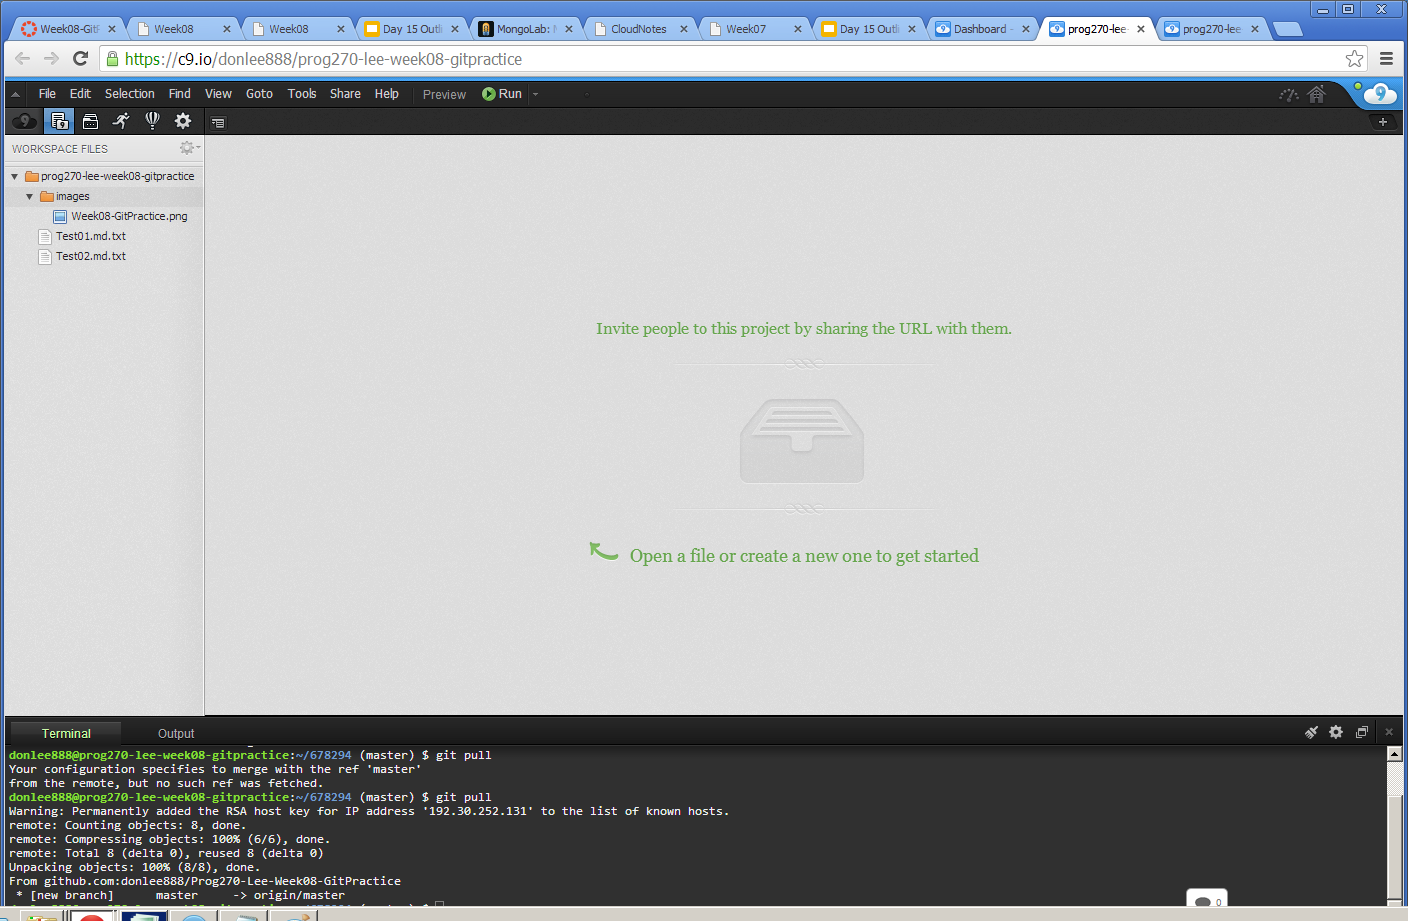 Week08-GitF
Week08
Week08
Day 15 Outli
MongoLab: M
CloudNotes
Week07
Day 15 Outli
Dashboard -
prog270-lee-
prog270-lee-
https://c9.io/donlee888/prog270-lee-week08-gitpractice
File Edit Selection Find View Goto Tools Share Help Preview Run
WORKSPACE FILES
prog270-lee-week08-gitpractice
images
Week08-GitPractice.png
Test01.md.txt
Test02.md.txt
Invite people to this project by sharing the URL with them.
Open a file or create a new one to get started
Terminal Output
donlee888@prog270-lee-week08-gitpractice:~/678294 (master) $ git pull
Your configuration specifies to merge with the ref 'master'
from the remote, but no such ref was fetched.
donlee888@prog270-lee-week08-gitpractice:~/678294 (master) $ git pull
Warning: Permanently added the RSA host key for IP address '192.30.252.131' to the list of known hosts.
remote: Counting objects: 8, done.
remote: Compressing objects: 100% (6/6), done.
remote: Total 8 (delta 0), reused 8 (delta 0)
Unpacking objects: 100% (8/8), done.
From github.com:donlee888/Prog270-Lee-Week08-GitPractice
* [new branch] master -> origin/master
0